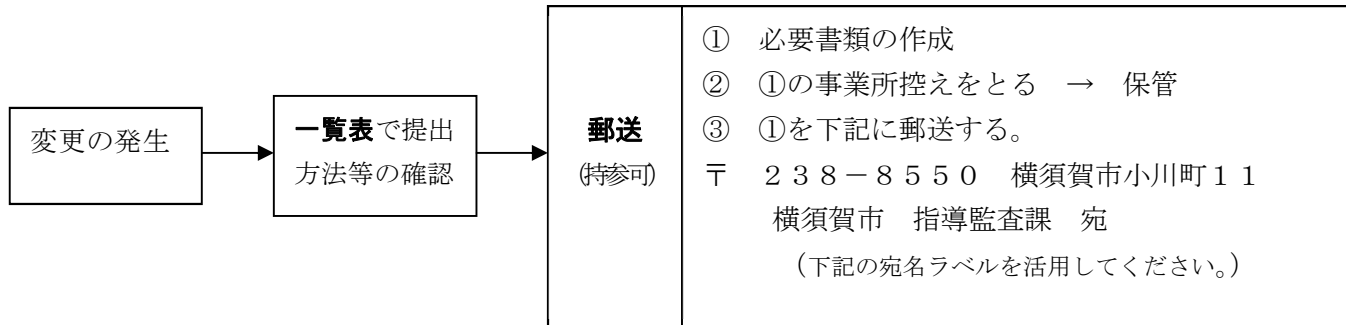 変更の発生
一覧表で提出
方法等の確認
郵送
(持参可)
① 必要書類の作成
② ①の事業所控えをとる → 保管
③ ①を下記に郵送する。
〒 ２３８－８５５０ 横須賀市小川町１１
横須賀市 指導監査課 宛
（下記の宛名ラベルを活用してください。）